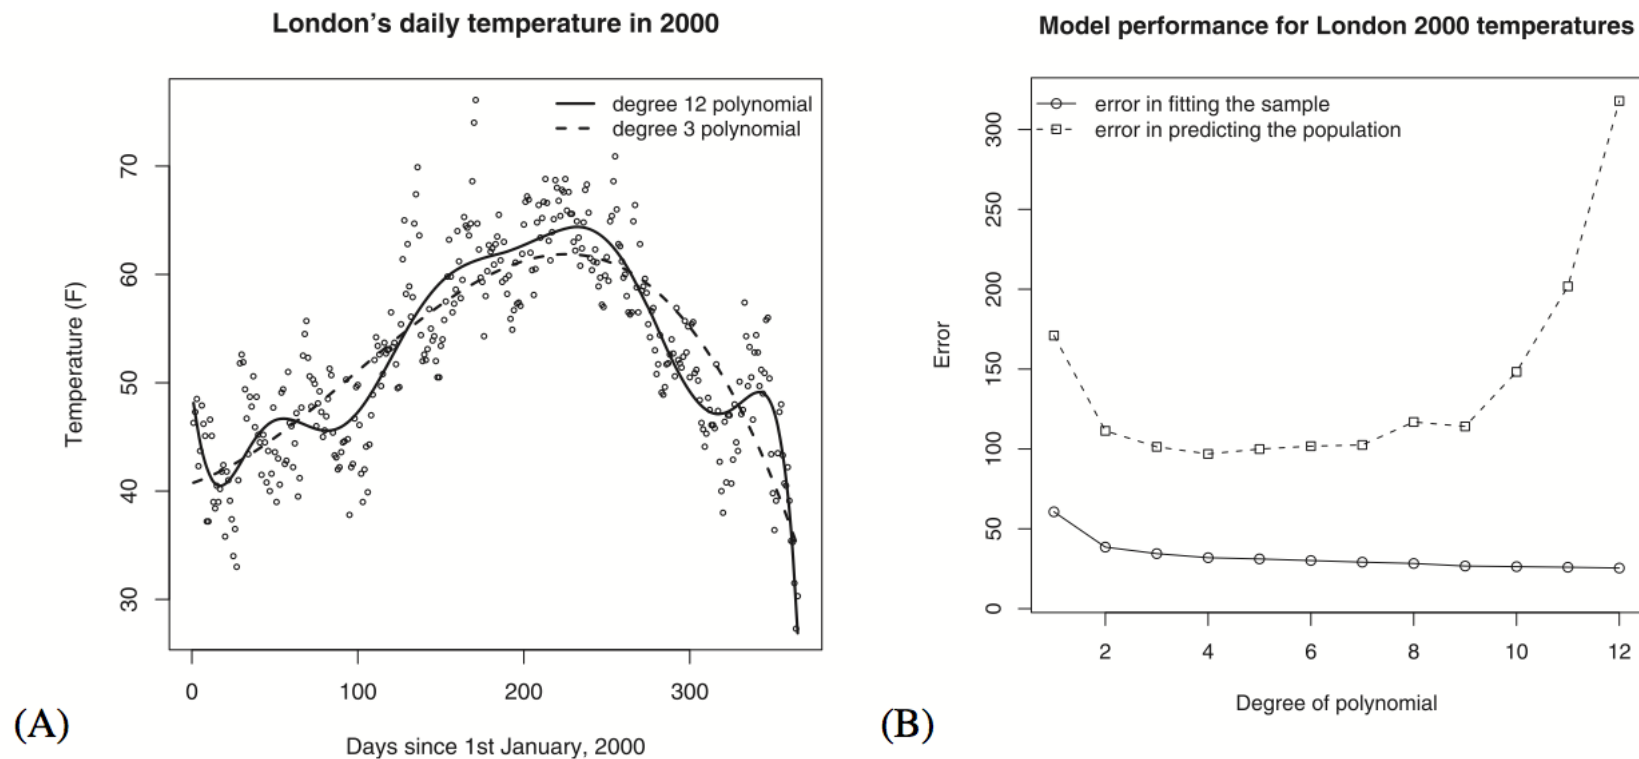 London's daily temperature in 2000
degree 12 polynomial
degree 3 polynomial
Temperature (F)
70
60
50
40
30
0 100 200 300
Days since 1st January, 2000
(A)
Model performance for London 2000 temperatures
error in fitting the sample
error in predicting the population
Error
300
250
200
150
100
50
0
2 4 6 8 10 12
Degree of polynomial
(B)